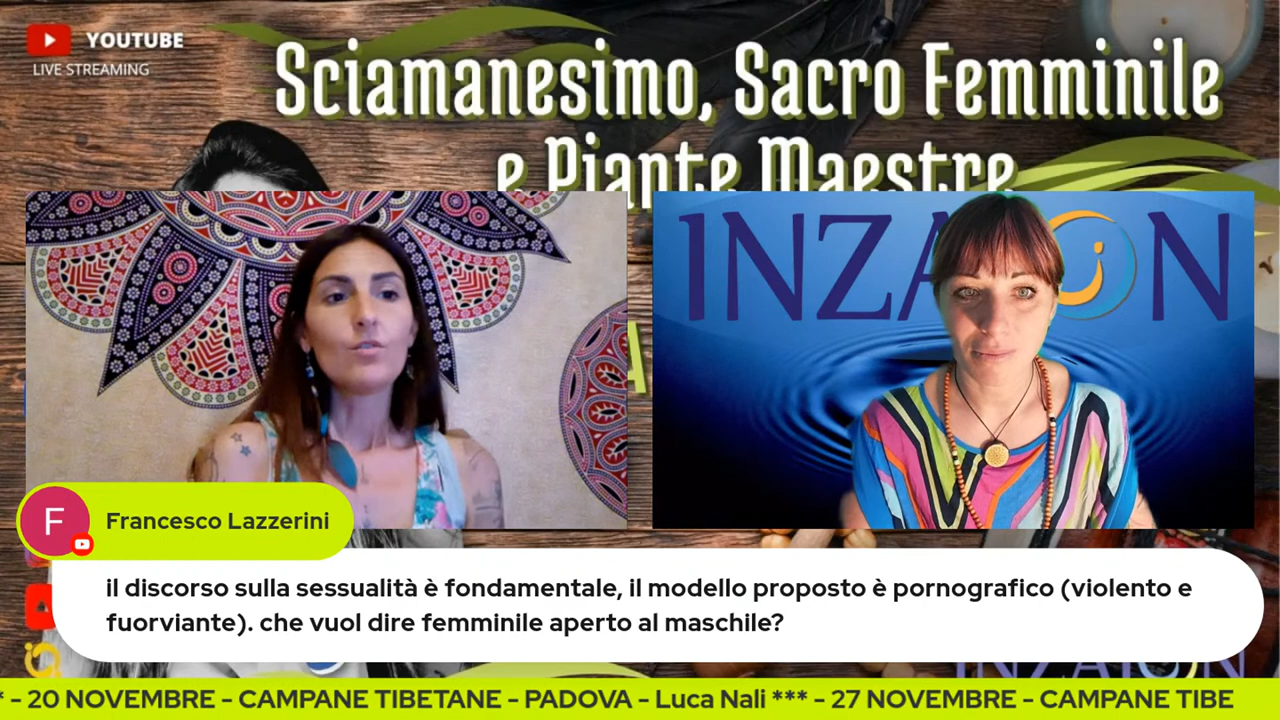 YOUTUBE
LIVE STREAMING
Sciamanesimo, Sacro Femminile
e Piante Maestre
INZA ON
F
Francesco Lazzerini
il discorso sulla sessualità è fondamentale, il modello proposto è pornografico (violento e
fuorviante). che vuol dire femminile aperto al maschile?
* - 20 NOVEMBRE - CAMPANE TIBETANE - PADOVA - Luca Nali *** - 27 NOVEMBRE - CAMPANE TIBE